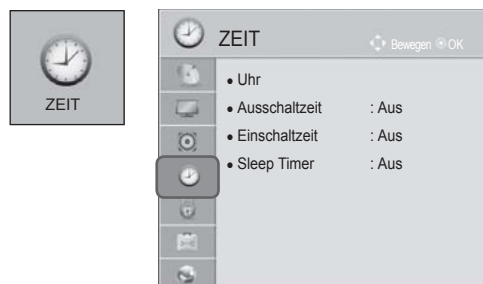 ZEIT
ZEIT Bewegen OK
● Uhr
● Ausschaltzeit : Aus
● Einschaltzeit : Aus
● Sleep Timer : Aus